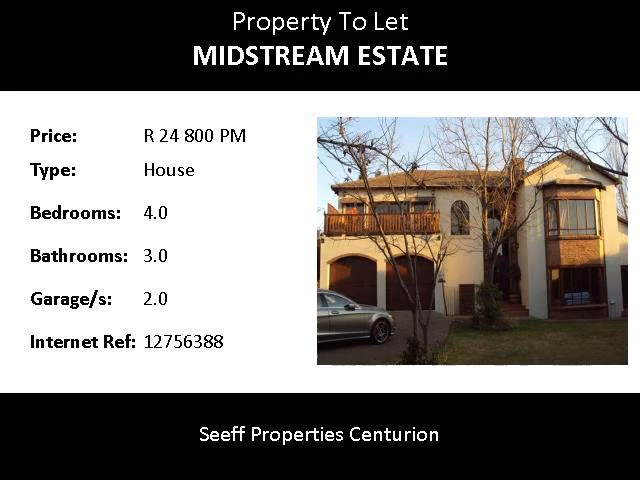 Property To Let
MIDSTREAM ESTATE
Price: R 24 800 PM
Type: House
Bedrooms: 4.0
Bathrooms: 3.0
Garage/s: 2.0
Internet Ref: 12756388
Seeff Properties Centurion